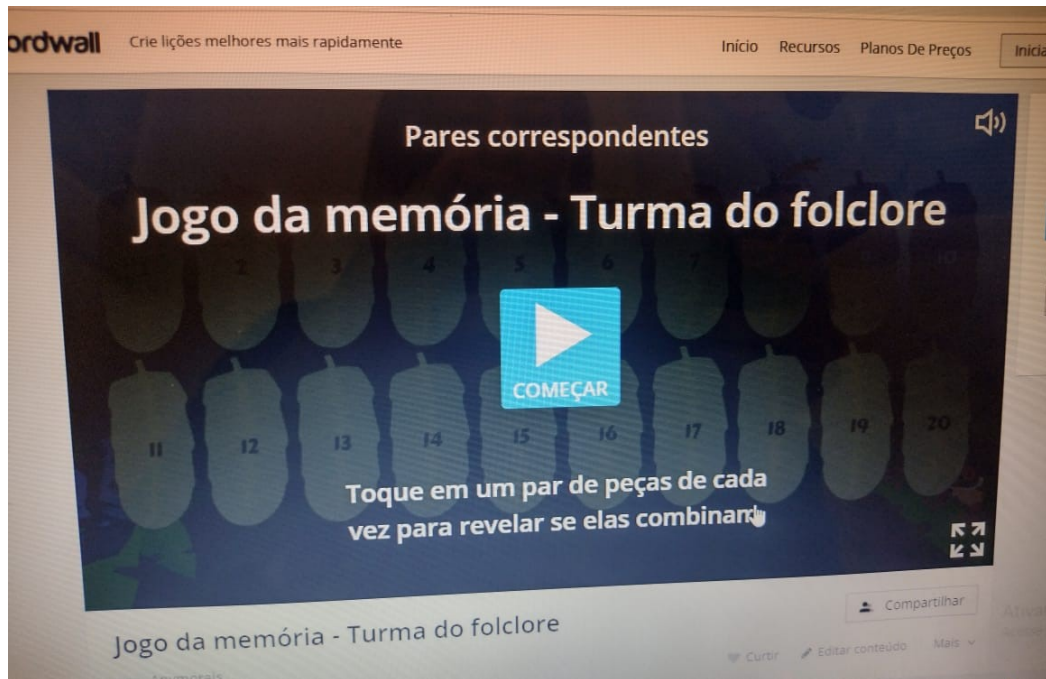 ordwall Crie lições melhores mais rapidamente Início Recursos Planos De Preços Inicia
Pares correspondentes
Jogo da memória - Turma do folclore
2 3 4 5 6 7 10
COMEÇAR
11 12 13 14 15 16 17 18 19 20
Toque em um par de peças de cada
vez para revelar se elas combinam
Compartilhar
Jogo da memória - Turma do folclore
Curtir Editar conteúdo Mais